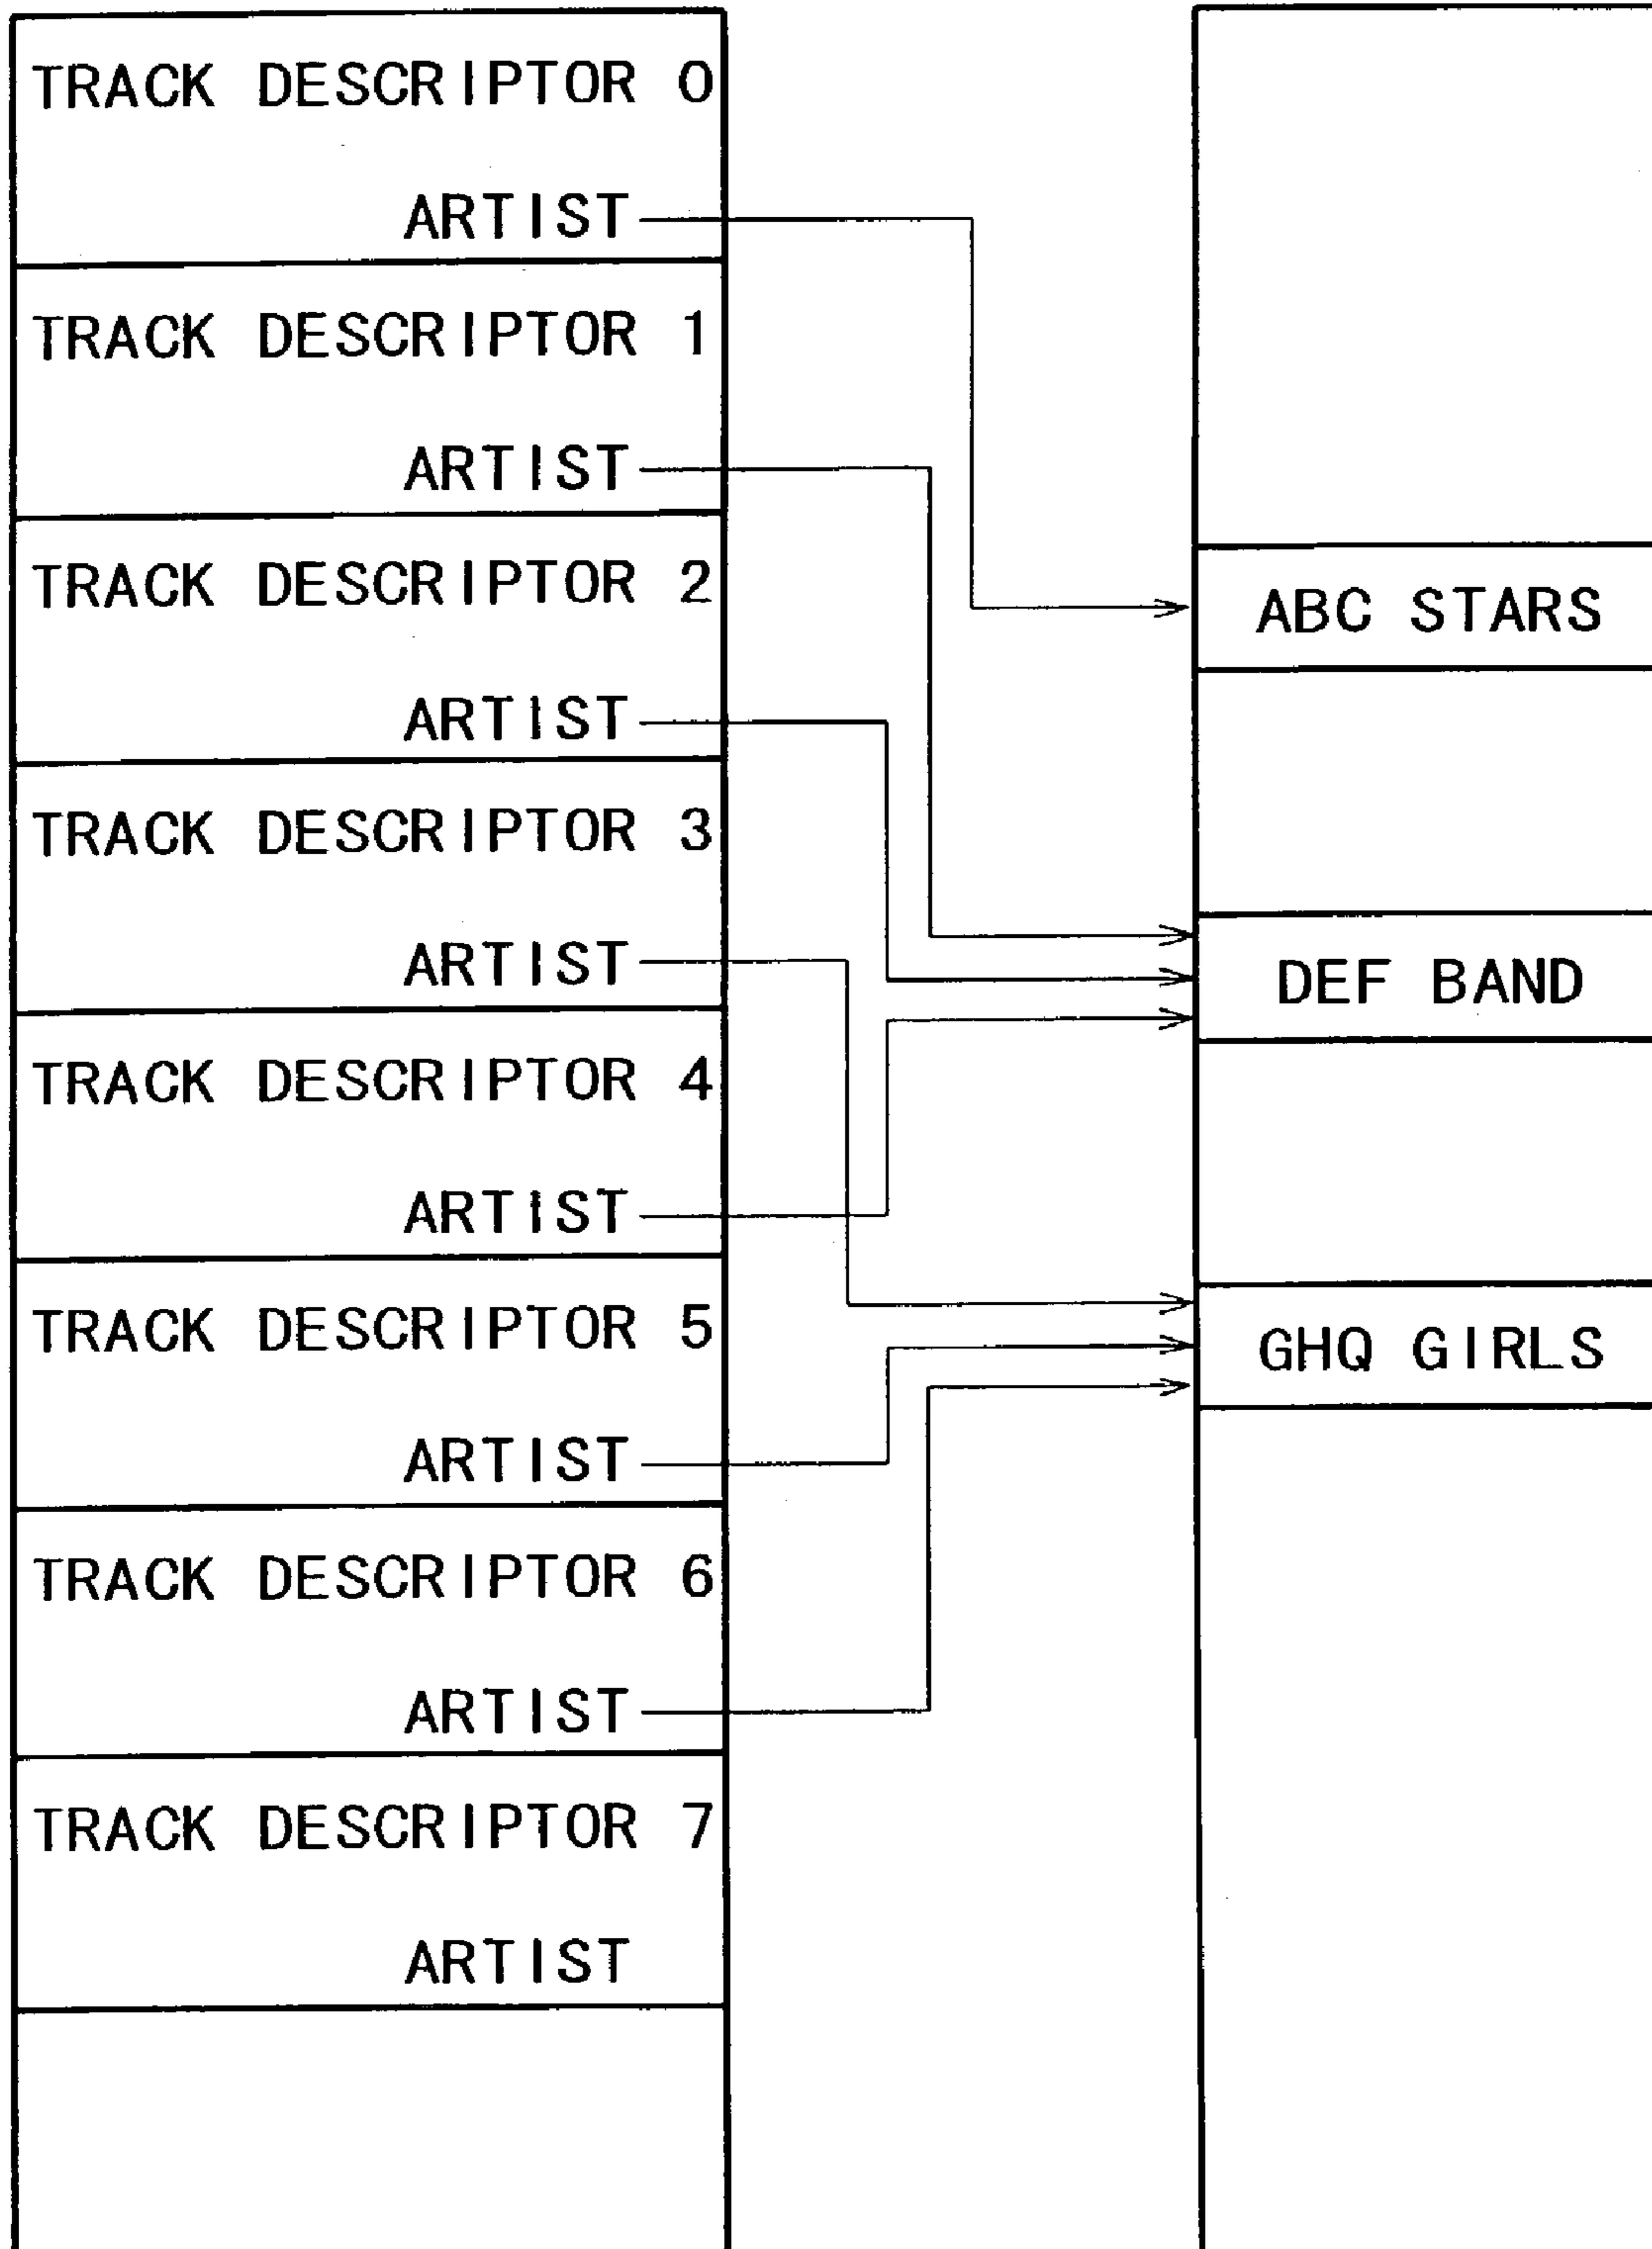 TRACK DESCRIPTOR 0
ARTIST
TRACK DESCRIPTOR 1
ARTIST
TRACK DESCRIPTOR 2
ARTIST
TRACK DESCRIPTOR 3
ARTIST
TRACK DESCRIPTOR 4
ARTIST
TRACK DESCRIPTOR 5
ARTIST
TRACK DESCRIPTOR 6
ARTIST
TRACK DESCRIPTOR 7
ARTIST
ABC STARS
DEF BAND
GHQ GIRLS